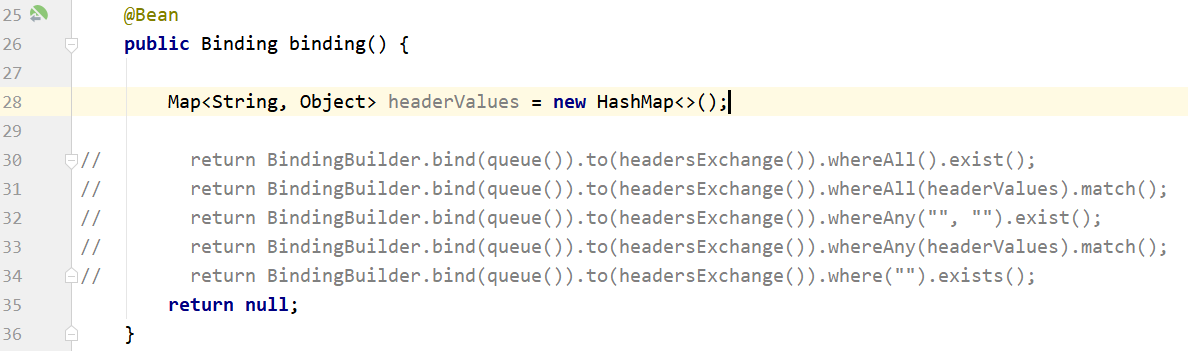 25 @Bean
26 public Binding binding() {
27
28 Map<String, Object> headerValues = new HashMap<>();
29
30 // return BindingBuilder.bind(queue()).to(headersExchange()).whereAll().exist();
31 // return BindingBuilder.bind(queue()).to(headersExchange()).whereAll(headerValues).match();
32 // return BindingBuilder.bind(queue()).to(headersExchange()).whereAny("", "").exist();
33 // return BindingBuilder.bind(queue()).to(headersExchange()).whereAny(headerValues).match();
34 // return BindingBuilder.bind(queue()).to(headersExchange()).where("").exists();
35 return null;
36 }